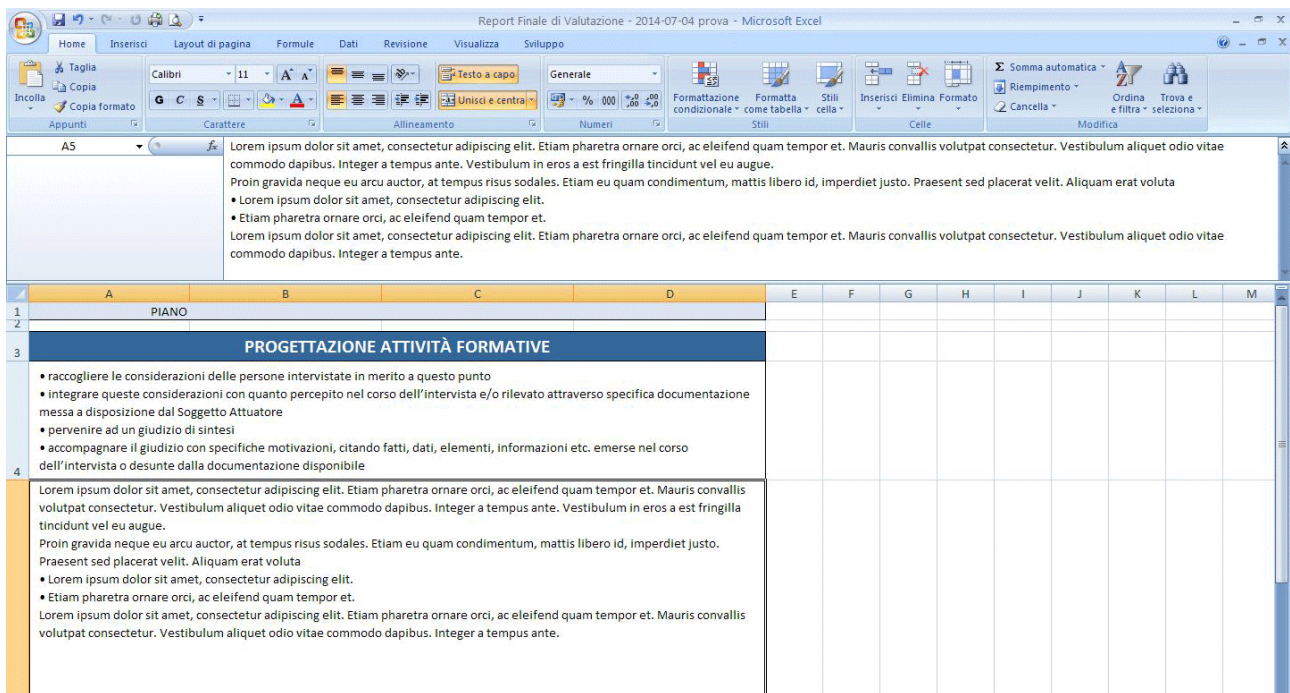 Report Finale di Valutazione - 2014-07-04 prova - Microsoft Excel
Home Inserisci Layout di pagina Formule Dati Revisione Visualizza Sviluppo
Incolla
Taglia
Copia
Copia formato
Appunti
Calibri 11
G C S
Carattere
Testo a capo
Unisci e centra
Allineamento
Generale
% 000
Numeri
Formattazione condizionale
Formatta come tabella
Stili cella
Stili
Inserisci Elimina Formato
Celle
Σ Somma automatica
Riempimento
Cancella
Ordina e filtra
Trova e seleziona
Modifica
A5
fx
Lorem ipsum dolor sit amet, consectetur adipiscing elit. Etiam pharetra ornare orci, ac eleifend quam tempor et. Mauris convallis volutpat consectetur. Vestibulum aliquet odio vitae
commodo dapibus. Integer a tempus ante. Vestibulum in eros a est fringilla tincidunt vel eu augue.
Proin gravida neque eu arcu auctor, at tempus risus sodales. Etiam eu quam condimentum, mattis libero id, imperdiet justo. Praesent sed placerat velit. Aliquam erat voluta
• Lorem ipsum dolor sit amet, consectetur adipiscing elit.
• Etiam pharetra ornare orci, ac eleifend quam tempor et.
Lorem ipsum dolor sit amet, consectetur adipiscing elit. Etiam pharetra ornare orci, ac eleifend quam tempor et. Mauris convallis volutpat consectetur. Vestibulum aliquet odio vitae
commodo dapibus. Integer a tempus ante.
A B C D E F G H I J K L M
1 PIANO
2
3 PROGETTAZIONE ATTIVITÀ FORMATIVE
• raccogliere le considerazioni delle persone intervistate in merito a questo punto
• integrare queste considerazioni con quanto percepito nel corso dell'intervista e/o rilevato attraverso specifica documentazione
messa a disposizione dal Soggetto Attuatore
• pervenire ad un giudizio di sintesi
• accompagnare il giudizio con specifiche motivazioni, citando fatti, dati, elementi, informazioni etc. emerse nel corso
4 dell'intervista o desunte dalla documentazione disponibile
Lorem ipsum dolor sit amet, consectetur adipiscing elit. Etiam pharetra ornare orci, ac eleifend quam tempor et. Mauris convallis
volutpat consectetur. Vestibulum aliquet odio vitae commodo dapibus. Integer a tempus ante. Vestibulum in eros a est fringilla
tincidunt vel eu augue.
Proin gravida neque eu arcu auctor, at tempus risus sodales. Etiam eu quam condimentum, mattis libero id, imperdiet justo.
Praesent sed placerat velit. Aliquam erat voluta
• Lorem ipsum dolor sit amet, consectetur adipiscing elit.
• Etiam pharetra ornare orci, ac eleifend quam tempor et.
Lorem ipsum dolor sit amet, consectetur adipiscing elit. Etiam pharetra ornare orci, ac eleifend quam tempor et. Mauris convallis
volutpat consectetur. Vestibulum aliquet odio vitae commodo dapibus. Integer a tempus ante.